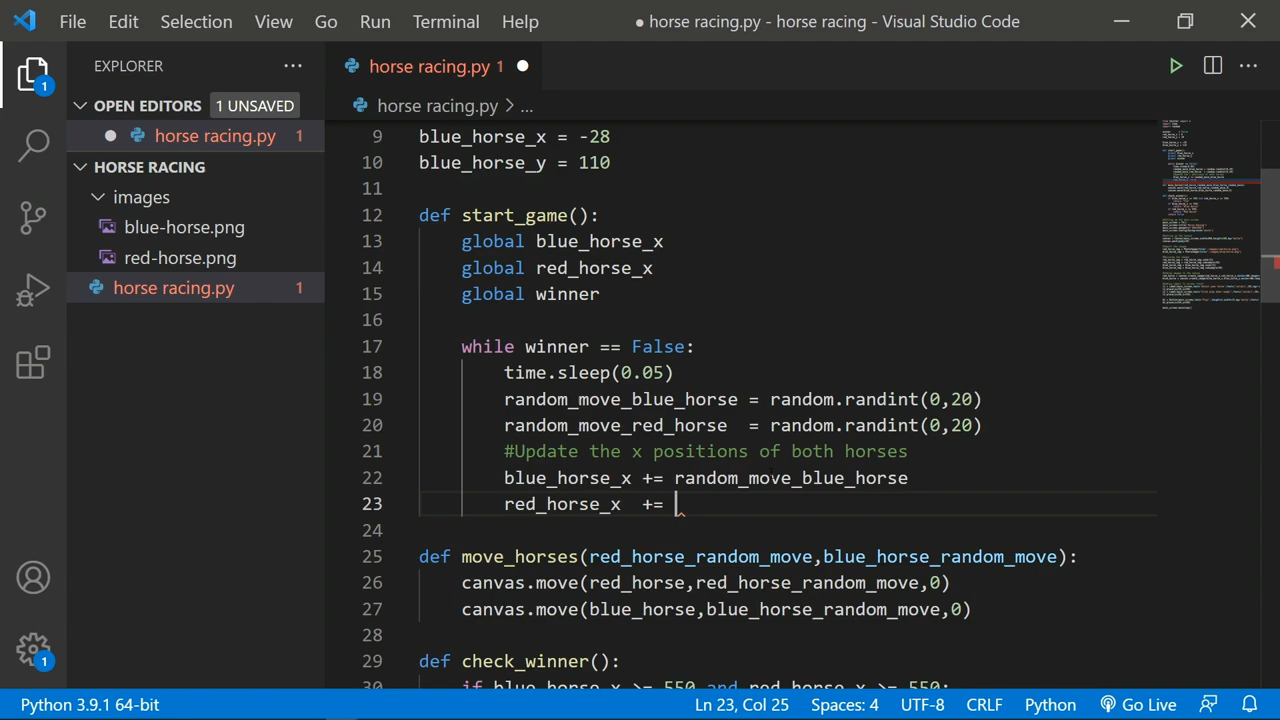 File Edit Selection View Go Run Terminal Help ● horse racing.py - horse racing - Visual Studio Code
EXPLORER
OPEN EDITORS 1 UNSAVED
horse racing.py 1
HORSE RACING
images
blue-horse.png
red-horse.png
horse racing.py 1
1
1
horse racing.py 1
horse racing.py > ...
9 blue_horse_x = -28
10 blue_horse_y = 110
11
12 def start_game():
13 global blue_horse_x
14 global red_horse_x
15 global winner
16
17 while winner == False:
18 time.sleep(0.05)
19 random_move_blue_horse = random.randint(0,20)
20 random_move_red_horse  = random.randint(0,20)
21 #Update the x positions of both horses
22 blue_horse_x += random_move_blue_horse
23 red_horse_x  +=
24
25 def move_horses(red_horse_random_move,blue_horse_random_move):
26 canvas.move(red_horse,red_horse_random_move,0)
27 canvas.move(blue_horse,blue_horse_random_move,0)
28
29 def check_winner():
30 if blue_horse_x >= 550 and red_horse_x >= 550:
Python 3.9.1 64-bit Ln 23, Col 25 Spaces: 4 UTF-8 CRLF Python Go Live